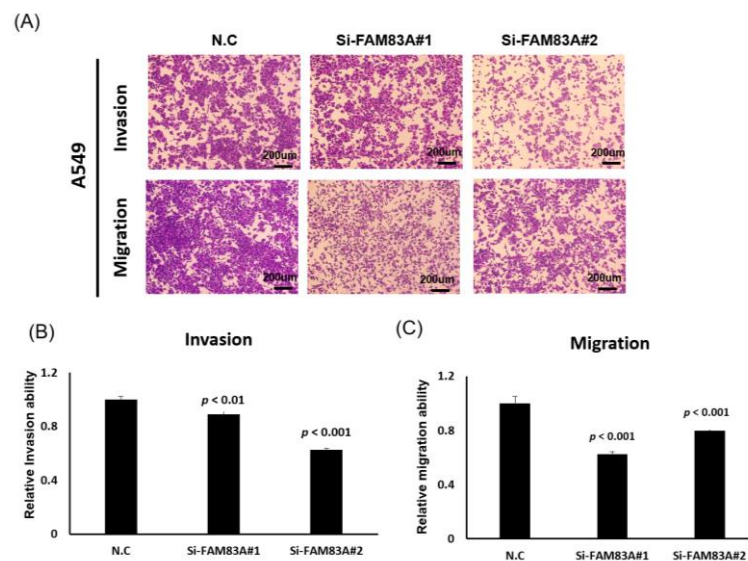 (A)
N.C Si-FAM83A#1 Si-FAM83A#2
A549
Invasion
200um 200um 200um
Migration
200um 200um 200um
(B)
Invasion
Relative Invasion ability
1.2
0.8
0.4
0
p < 0.01
p < 0.001
N.C Si-FAM83A#1 Si-FAM83A#2
(C)
Migration
Relative migration ability
1.2
0.8
0.4
0
p < 0.001
p < 0.001
N.C Si-FAM83A#1 Si-FAM83A#2